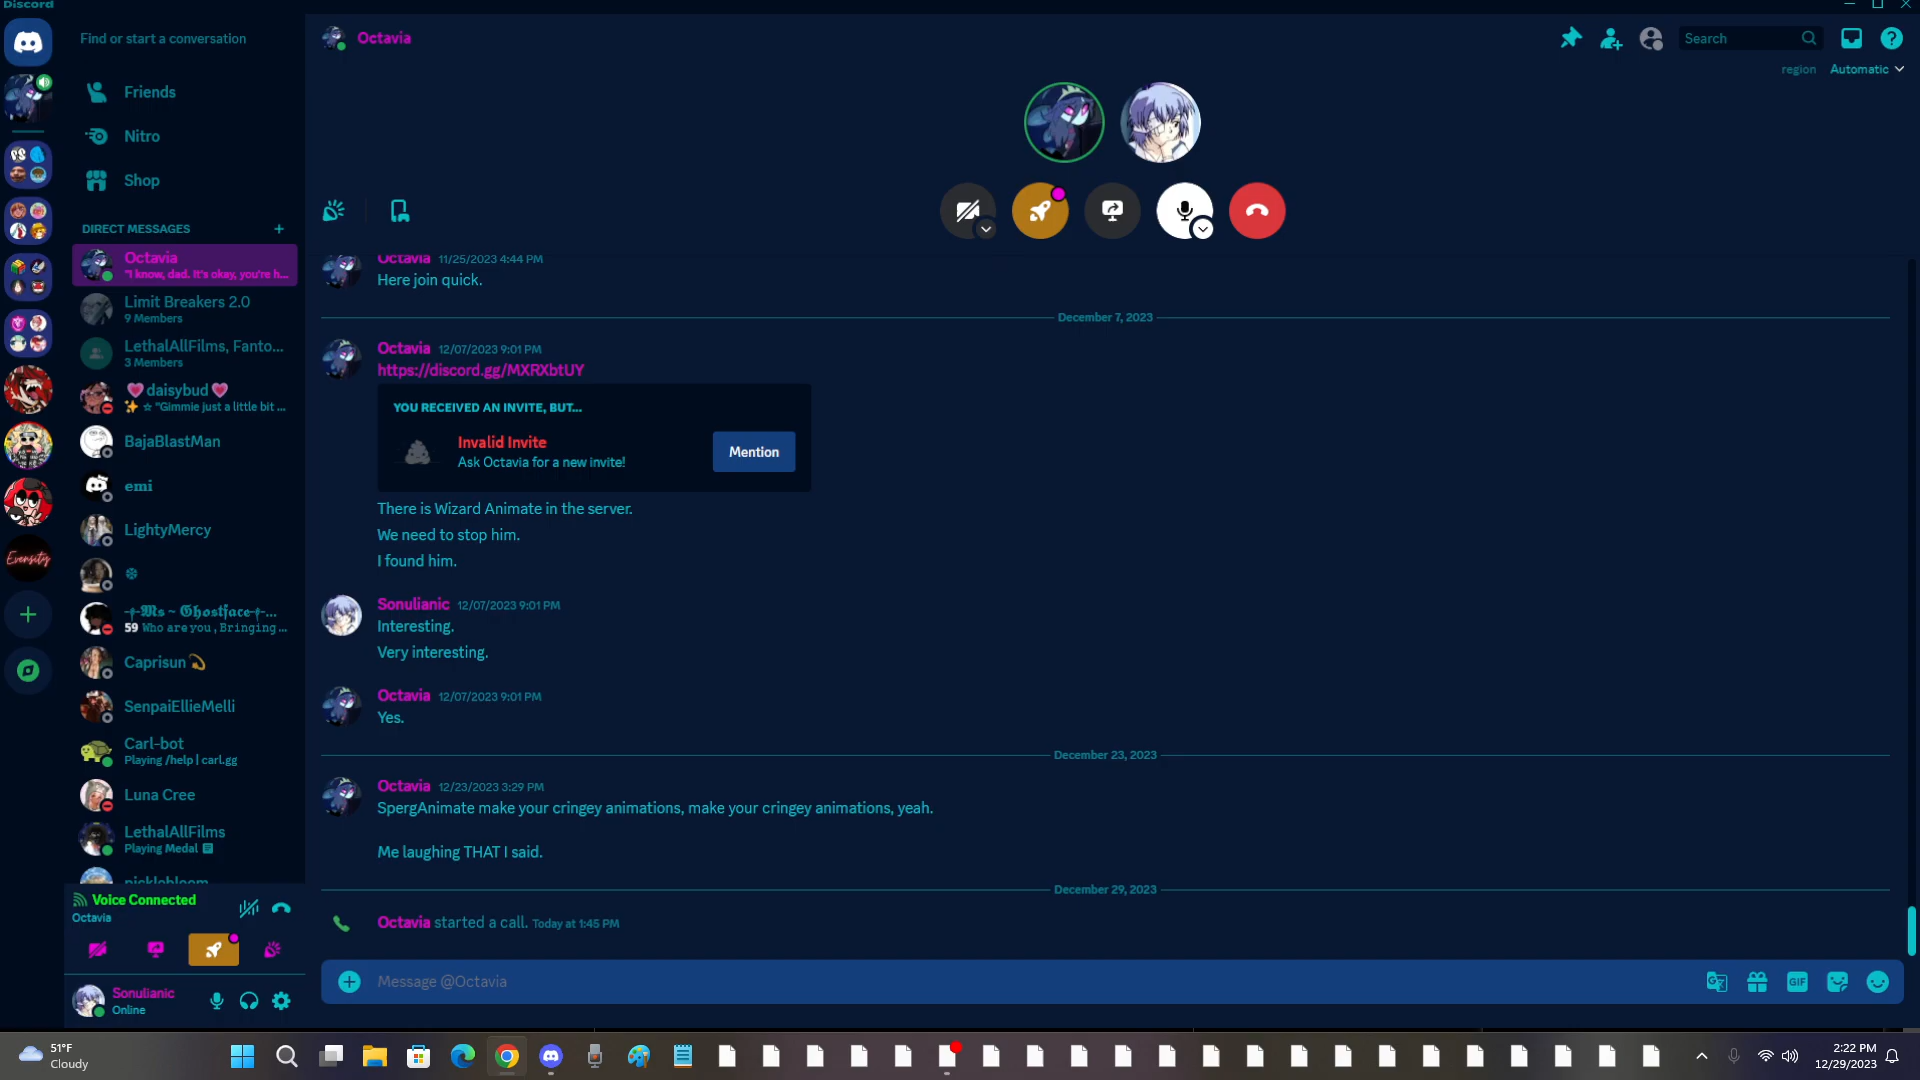 Discord
Find or start a conversation
Friends
Nitro
Shop
DIRECT MESSAGES
Octavia
"I know, dad. It's okay, you're h...
Limit Breakers 2.0
9 Members
LethalAllFilms, Fanto...
3 Members
💗daisybud💗
✨ ☆ "Gimmie just a little bit ...
BajaBlastMan
emi
LightyMercy
❄
𝕸s ~ 𝕲𝖍𝖔𝖘𝖙𝖋𝖆𝖈𝖊...
59 Who are you , Bringing ...
Caprisun 💫
SenpaiEllieMelli
Carl-bot
Playing /help | carl.gg
Luna Cree
LethalAllFilms
Playing Medal
picklebloom
Evensity
Voice Connected
Octavia
Sonulianic
Online
Octavia
Search
region Automatic
Octavia 11/25/2023 4:44 PM
Here join quick.
December 7, 2023
Octavia 12/07/2023 9:01 PM
https://discord.gg/MXRXbtUY
YOU RECEIVED AN INVITE, BUT...
Invalid Invite
Ask Octavia for a new invite!
Mention
There is Wizard Animate in the server.
We need to stop him.
I found him.
Sonulianic 12/07/2023 9:01 PM
Interesting.
Very interesting.
Octavia 12/07/2023 9:01 PM
Yes.
December 23, 2023
Octavia 12/23/2023 3:29 PM
SpergAnimate make your cringey animations, make your cringey animations, yeah.
Me laughing THAT I said.
December 29, 2023
Octavia started a call. Today at 1:45 PM
Message @Octavia
GIF
51°F
Cloudy
2:22 PM
12/29/2023